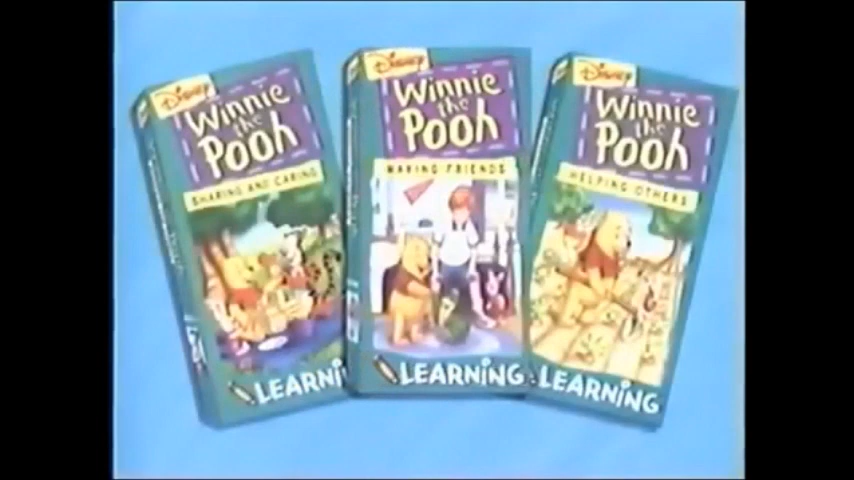 Disney
Winnie
the
Pooh
SHARING AND CARING
LEARNI
Disney
Winnie
the
Pooh
MAKING FRIENDS
LEARNING
Disney
Winnie
the
Pooh
HELPING OTHERS
LEARNING